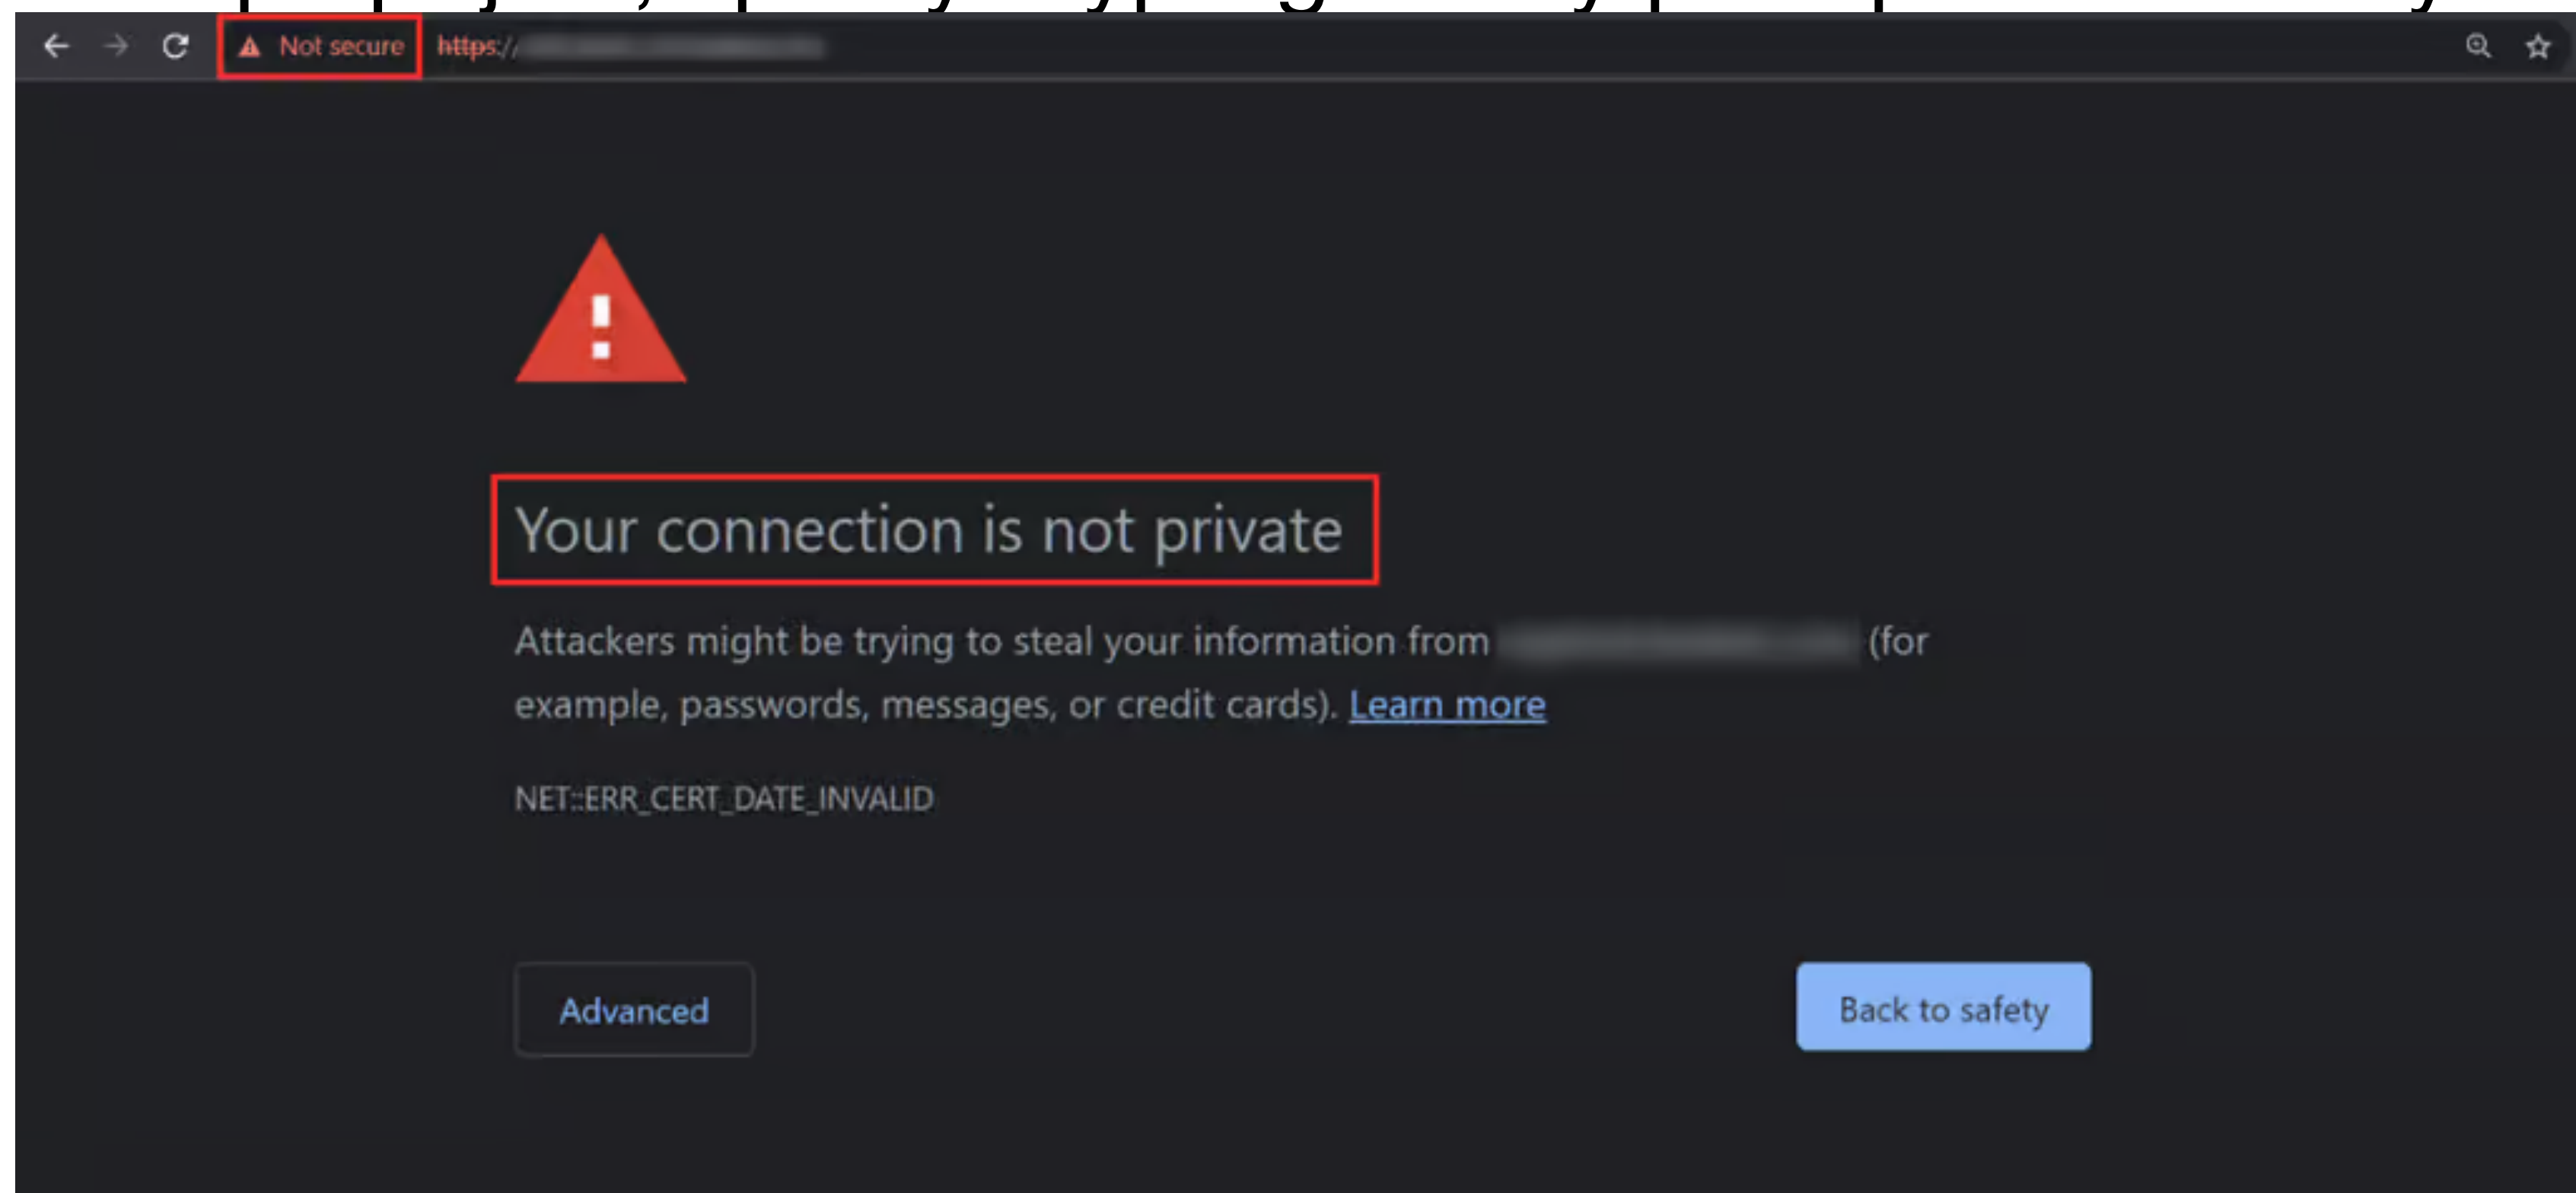 Not secure https://
Your connection is not private
Attackers might be trying to steal your information from (for
example, passwords, messages, or credit cards). Learn more
NET::ERR_CERT_DATE_INVALID
Advanced Back to safety